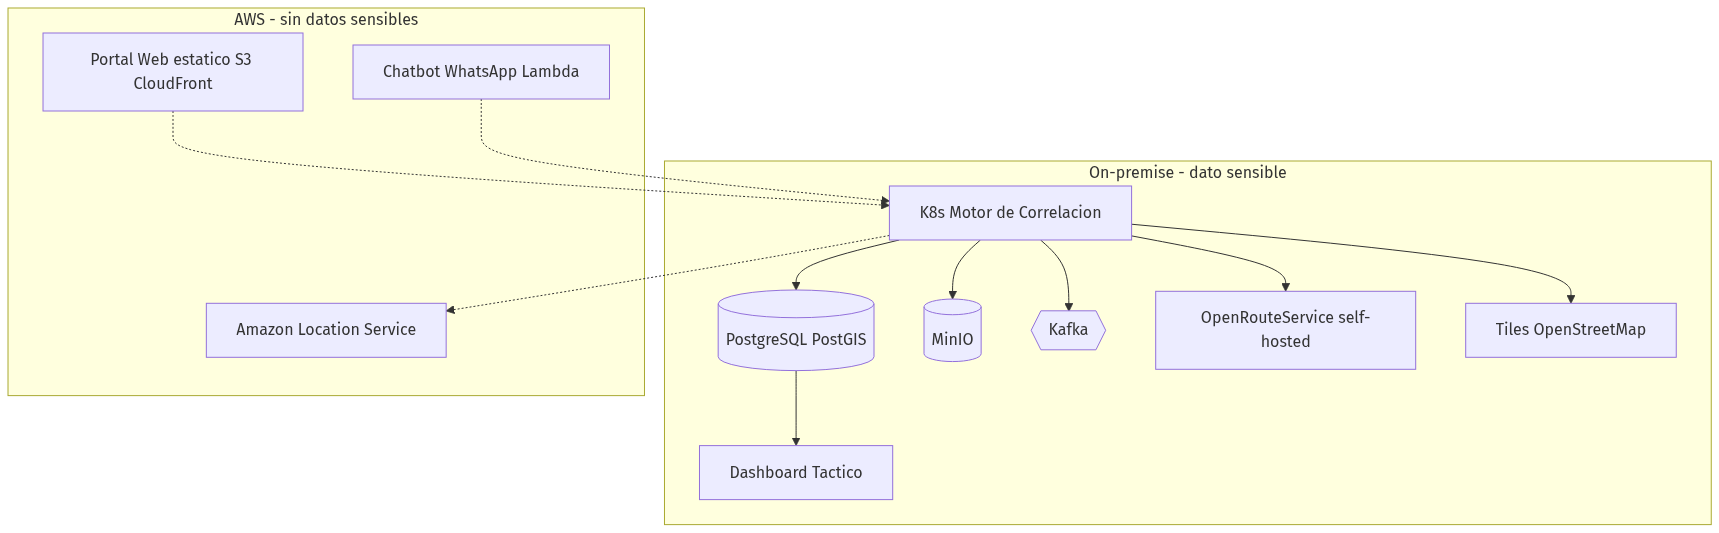 AWS - sin datos sensibles
Portal Web estatico S3
CloudFront
Chatbot WhatsApp Lambda
Amazon Location Service
On-premise - dato sensible
K8s Motor de Correlacion
PostgreSQL PostGIS
MinIO
Kafka
OpenRouteService self-
hosted
Tiles OpenStreetMap
Dashboard Tactico